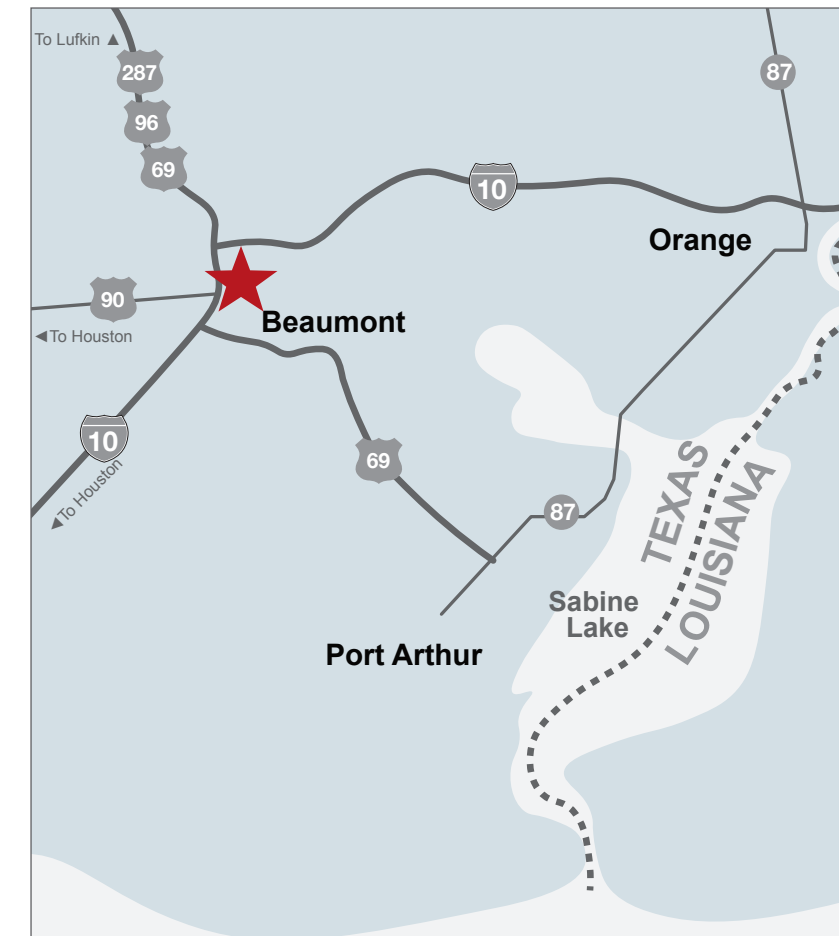 To Lufkin ▲
287
96
69
87
10
Orange
90
Beaumont
◀To Houston
10
◀To Houston
69
87
TEXAS
LOUISIANA
Sabine
Lake
Port Arthur